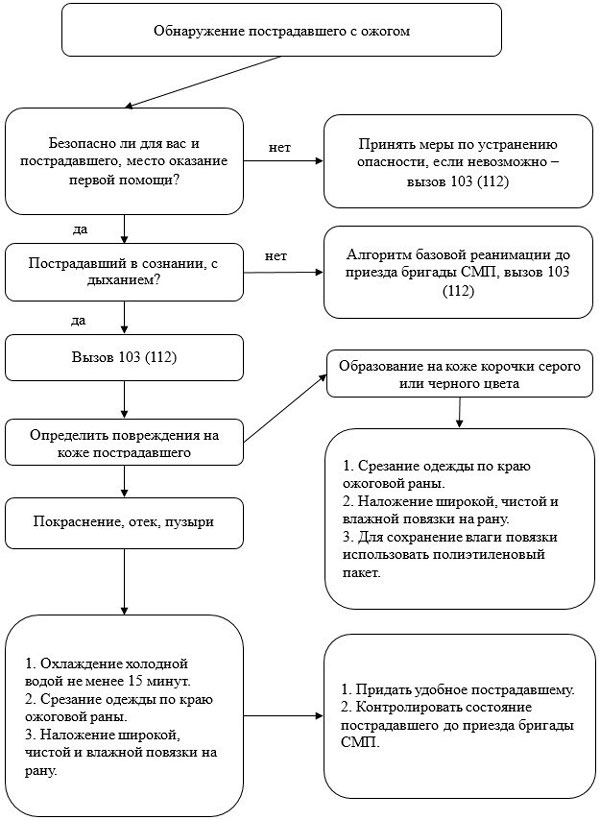 Обнаружение пострадавшего с ожогом
Безопасно ли для вас и
пострадавшего, место оказание
первой помощи?
нет
Принять меры по устранению
опасности, если невозможно –
вызов 103 (112)
да
Пострадавший в сознании, с
дыханием?
нет
Алгоритм базовой реанимации до
приезда бригады СМП, вызов 103
(112)
да
Вызов 103 (112)
Образование на коже корочки серого
или черного цвета
Определить повреждения на
коже пострадавшего
1. Срезание одежды по краю
ожоговой раны.
2. Наложение широкой, чистой и
влажной повязки на рану.
3. Для сохранение влаги повязки
использовать полиэтиленовый
пакет.
Покраснение, отек, пузыри
1. Охлаждение холодной
водой не менее 15 минут.
2. Срезание одежды по краю
ожоговой раны.
3. Наложение широкой,
чистой и влажной повязки на
рану.
1. Придать удобное пострадавшему.
2. Контролировать состояние
пострадавшего до приезда бригады
СМП.